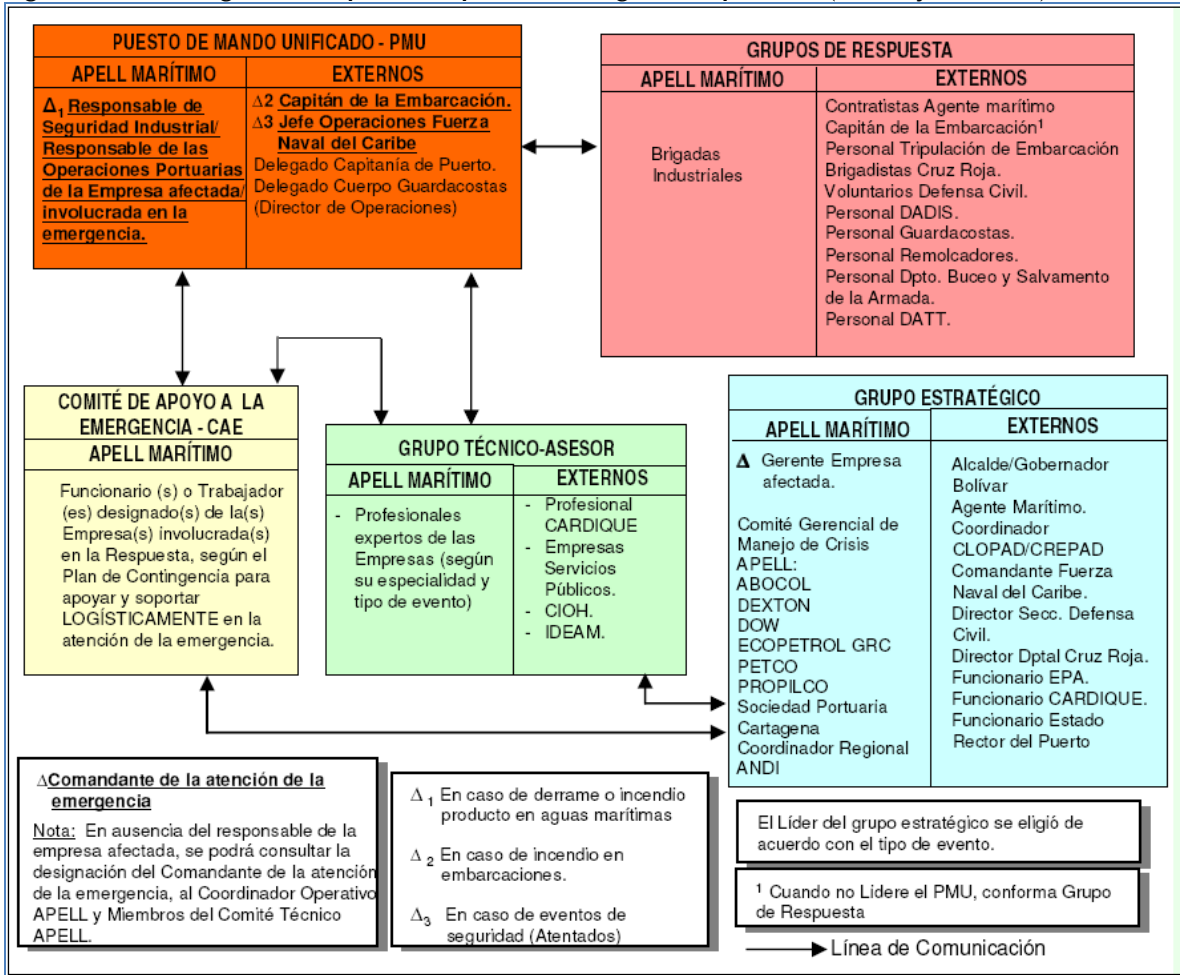 PUESTO DE MANDO UNIFICADO - PMU
APELL MARÍTIMO
Δ1 Responsable de
Seguridad Industrial/
Responsable de las
Operaciones Portuarias
de la Empresa afectada/
involucrada en la
emergencia.
EXTERNOS
Δ2 Capitán de la Embarcación.
Δ3 Jefe Operaciones Fuerza
Naval del Caribe
Delegado Capitanía de Puerto.
Delegado Cuerpo Guardacostas
(Director de Operaciones)
GRUPOS DE RESPUESTA
APELL MARÍTIMO
Brigadas
Industriales
EXTERNOS
Contratistas Agente marítimo
Capitán de la Embarcación1
Personal Tripulación de Embarcación
Brigadistas Cruz Roja.
Voluntarios Defensa Civil.
Personal DADIS.
Personal Guardacostas.
Personal Remolcadores.
Personal Dpto. Buceo y Salvamento
de la Armada.
Personal DATT.
COMITÉ DE APOYO A LA
EMERGENCIA - CAE
APELL MARÍTIMO
Funcionario (s) o Trabajador
(es) designado(s) de la(s)
Empresa(s) involucrada(s)
en la Respuesta, según el
Plan de Contingencia para
apoyar y soportar
LOGÍSTICAMENTE en la
atención de la emergencia.
GRUPO TÉCNICO-ASESOR
APELL MARÍTIMO
- Profesionales
expertos de las
Empresas (según
su especialidad y
tipo de evento)
EXTERNOS
- Profesional
CARDIQUE
- Empresas
Servicios
Públicos.
- CIOH.
- IDEAM.
GRUPO ESTRATÉGICO
APELL MARÍTIMO
Δ Gerente Empresa
afectada.
Comité Gerencial de
Manejo de Crisis
APELL:
ABOCOL
DEXTON
DOW
ECOPETROL GRC
PETCO
PROPILCO
Sociedad Portuaria
Cartagena
Coordinador Regional
ANDI
EXTERNOS
Alcalde/Gobernador
Bolívar
Agente Marítimo.
Coordinador
CLOPAD/CREPAD
Comandante Fuerza
Naval del Caribe.
Director Secc. Defensa
Civil.
Director Dptal Cruz Roja.
Funcionario EPA.
Funcionario CARDIQUE.
Funcionario Estado
Rector del Puerto
ΔComandante de la atención de la
emergencia
Nota: En ausencia del responsable de la
empresa afectada, se podrá consultar la
designación del Comandante de la atención
de la emergencia, al Coordinador Operativo
APELL y Miembros del Comité Técnico
APELL.
Δ1 En caso de derrame o incendio
producto en aguas marítimas
Δ2 En caso de incendio en
embarcaciones.
Δ3 En caso de eventos de
seguridad (Atentados)
El Líder del grupo estratégico se eligió de
acuerdo con el tipo de evento.
1 Cuando no Lídere el PMU, conforma Grupo
de Respuesta
Línea de Comunicación